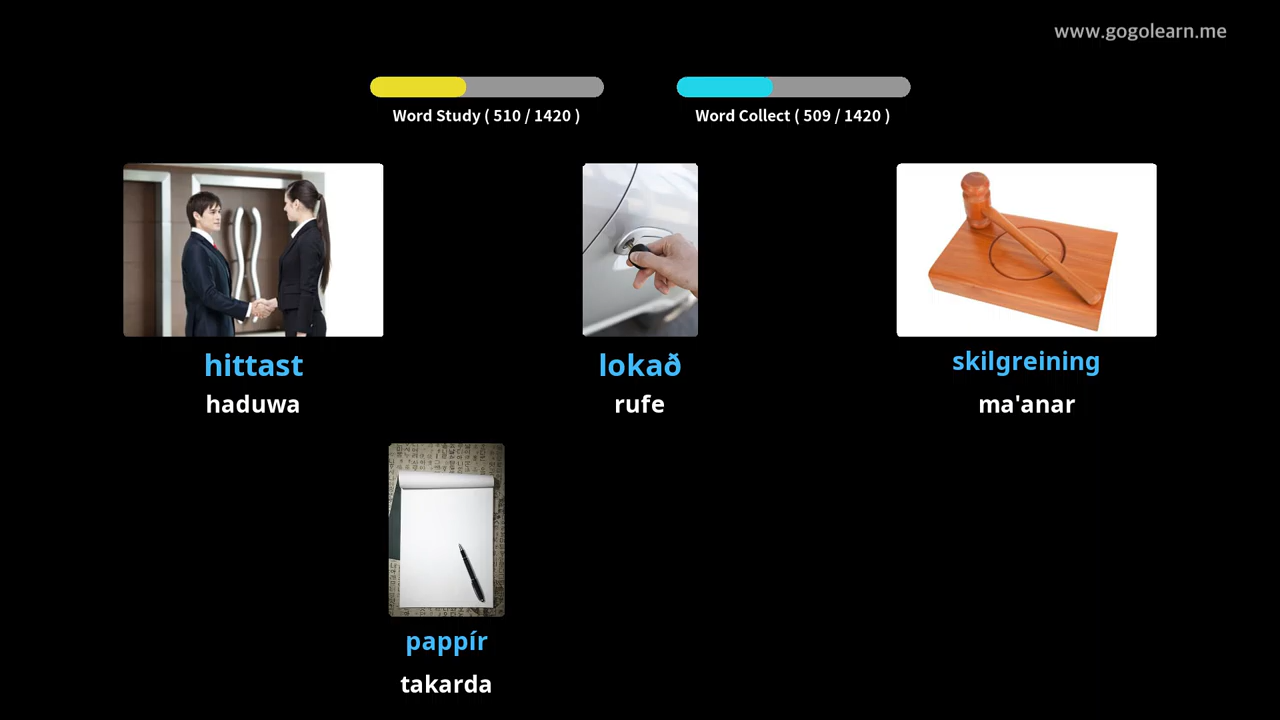 www.gogolearn.me
Word Study ( 510 / 1420 )
Word Collect ( 509 / 1420 )
hittast
haduwa
lokað
rufe
skilgreining
ma'anar
pappír
takarda